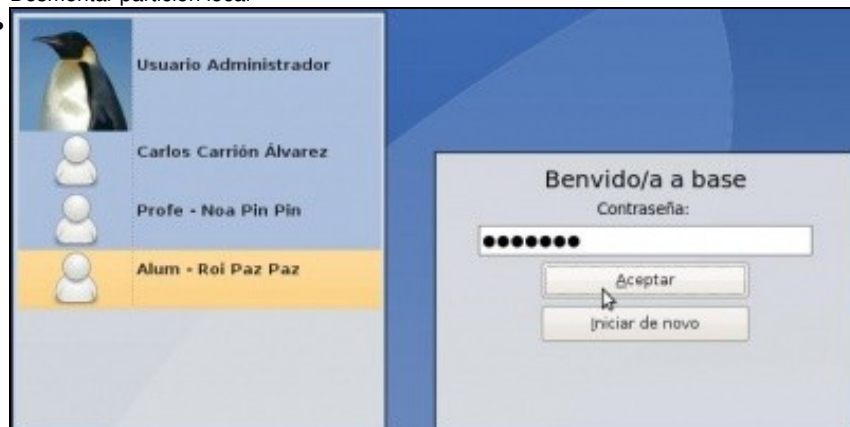 Desmontar partición local
Usuario Administrador
Carlos Carrión Álvarez
Profe - Noa Pin Pin
Alum - Roi Paz Paz
Benvido/a a base
Contraseña:
Aceptar
Iniciar de novo